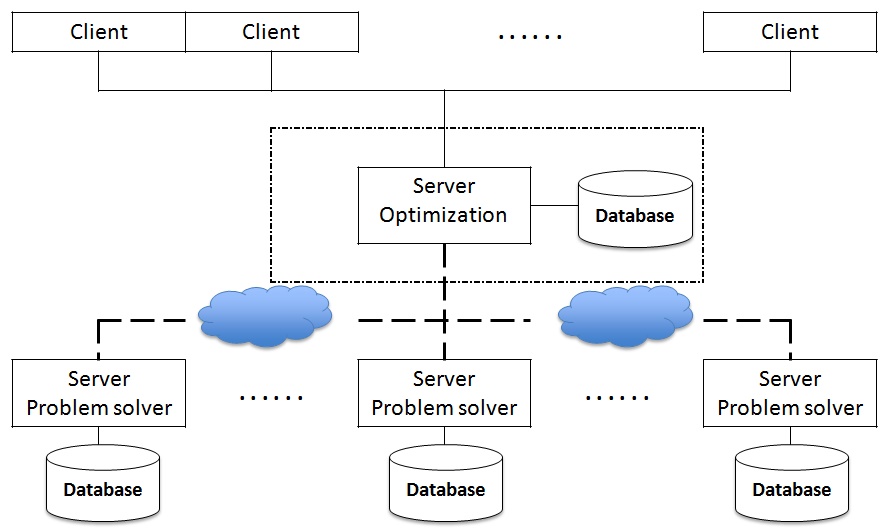 Client
Client
......
Client
Server
Optimization
Database
Server
Problem solver
......
Server
Problem solver
......
Server
Problem solver
Database
Database
Database